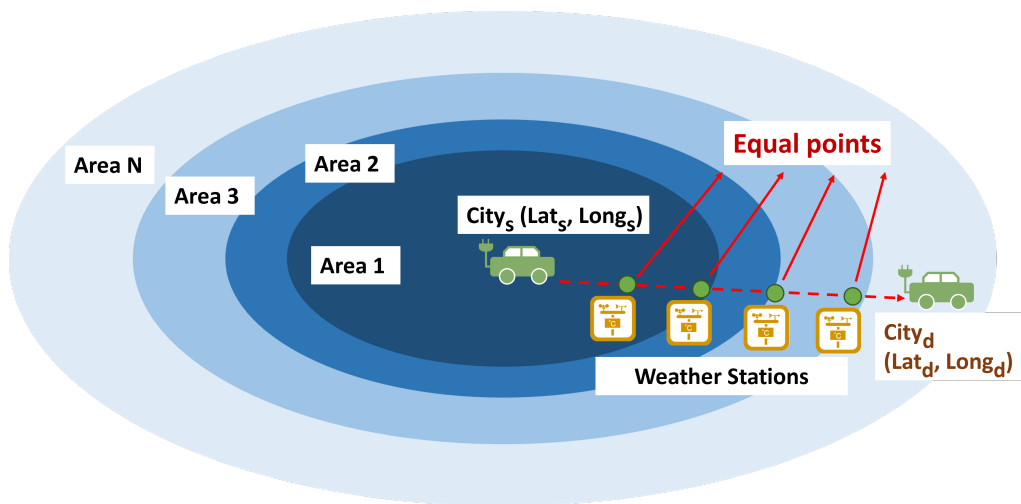 Equal points
Area 2
Area N
Area 3
City_s (Lat_s, Long_s)
Area 1
°C
°C
°C
°C
City_d
(Lat_d, Long_d)
Weather Stations